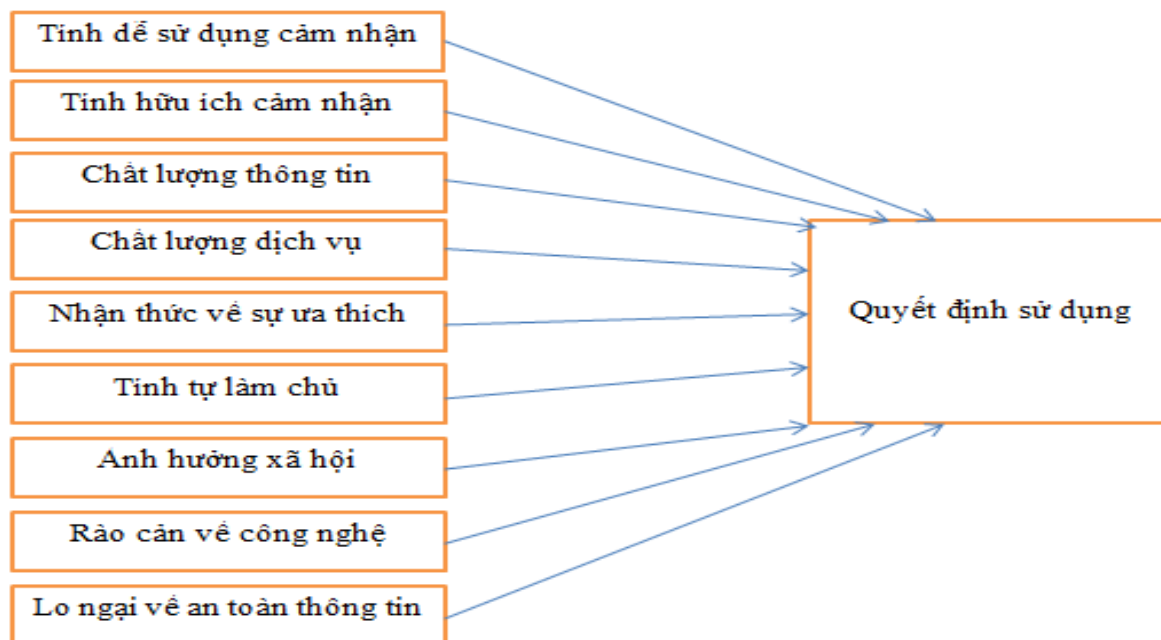 Tính dễ sử dụng cảm nhận
Tính hữu ích cảm nhận
Chất lượng thông tin
Chất lượng dịch vụ
Nhận thức về sự ưa thích
Quyết định sử dụng
Tính tự làm chủ
Ảnh hưởng xã hội
Rào cản về công nghệ
Lo ngại về an toàn thông tin